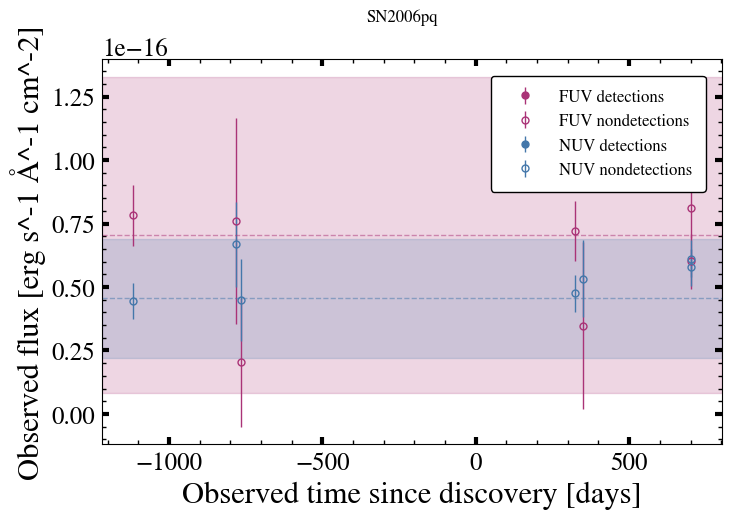 SN2006pq
1e−16
Observed flux [erg s^-1 Å^-1 cm^-2]
1.25
1.00
0.75
0.50
0.25
0.00
FUV detections
FUV nondetections
NUV detections
NUV nondetections
−1000
−500
0
500
Observed time since discovery [days]